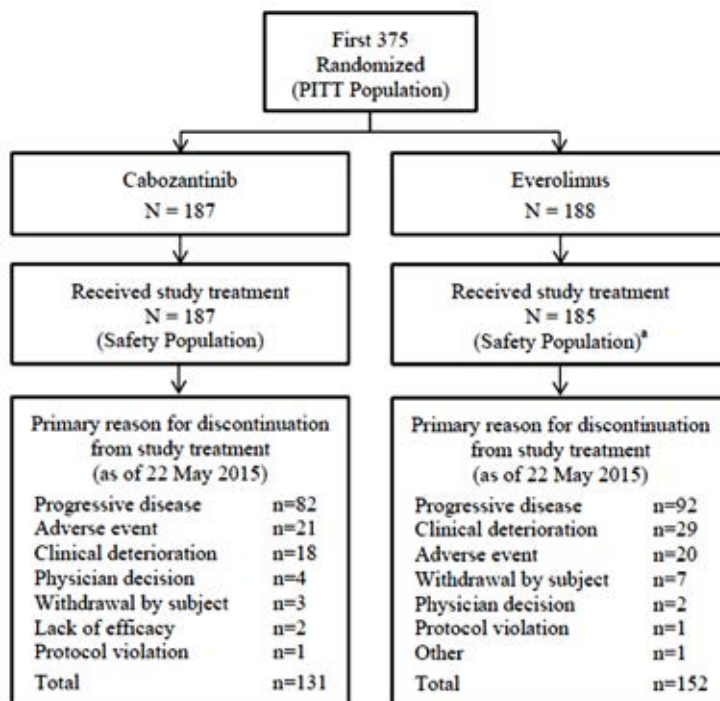 First 375
Randomized
(PITT Population)
Cabozantinib
N = 187
Everolimus
N = 188
Received study treatment
N = 187
(Safety Population)
Received study treatment
N = 185
(Safety Population)a
Primary reason for discontinuation
from study treatment
(as of 22 May 2015)
Progressive disease n=82
Adverse event n=21
Clinical deterioration n=18
Physician decision n=4
Withdrawal by subject n=3
Lack of efficacy n=2
Protocol violation n=1
Total n=131
Primary reason for discontinuation
from study treatment
(as of 22 May 2015)
Progressive disease n=92
Clinical deterioration n=29
Adverse event n=20
Withdrawal by subject n=7
Physician decision n=2
Protocol violation n=1
Other n=1
Total n=152